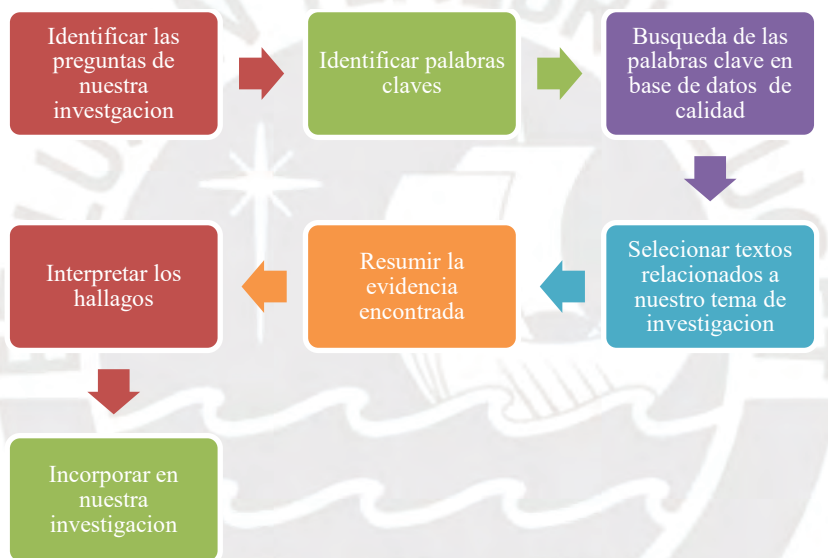 Identificar las
preguntas de
nuestra
investgacion
Identificar palabras
claves
Busqueda de las
palabras clave en
base de datos de
calidad
Selecionar textos
relacionados a
nuestro tema de
investigacion
Resumir la
evidencia
encontrada
Interpretar los
hallagos
Incorporar en
nuestra
investigacion